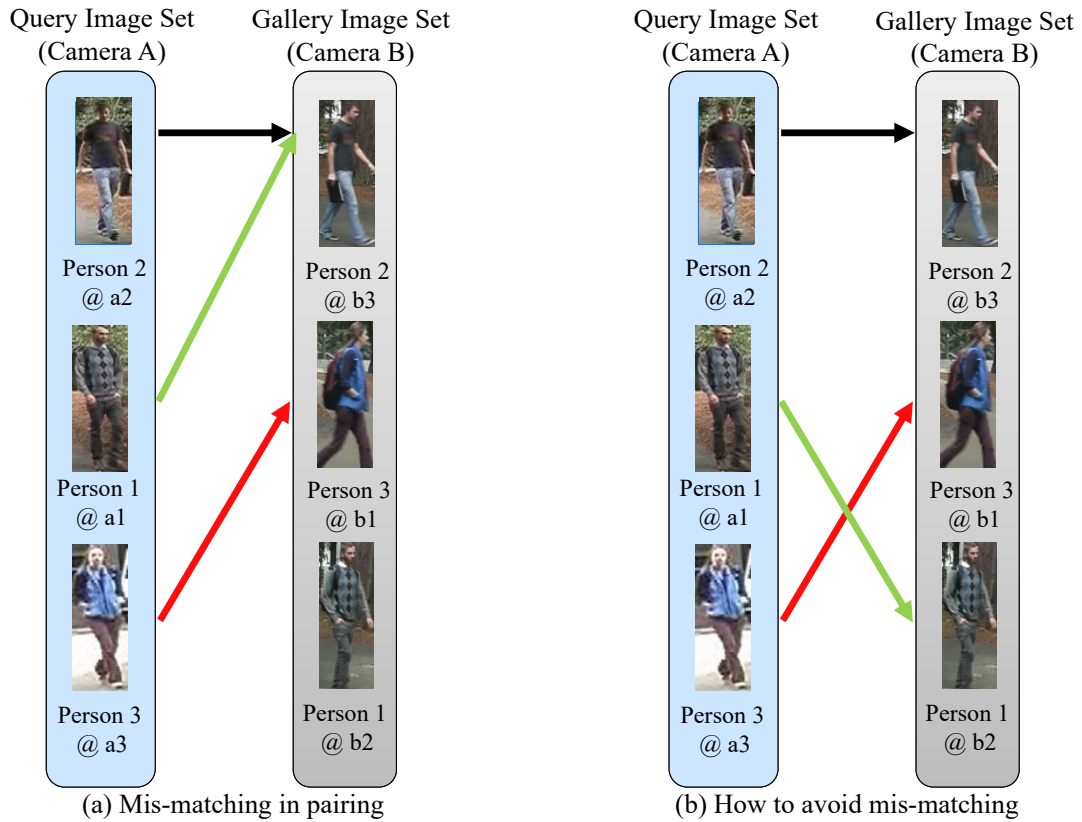 Query Image Set
(Camera A)
Gallery Image Set
(Camera B)
Person 2
@ a2
Person 1
@ a1
Person 3
@ a3
Person 2
@ b3
Person 3
@ b1
Person 1
@ b2
(a) Mis-matching in pairing
Query Image Set
(Camera A)
Gallery Image Set
(Camera B)
Person 2
@ a2
Person 1
@ a1
Person 3
@ a3
Person 2
@ b3
Person 3
@ b1
Person 1
@ b2
(b) How to avoid mis-matching